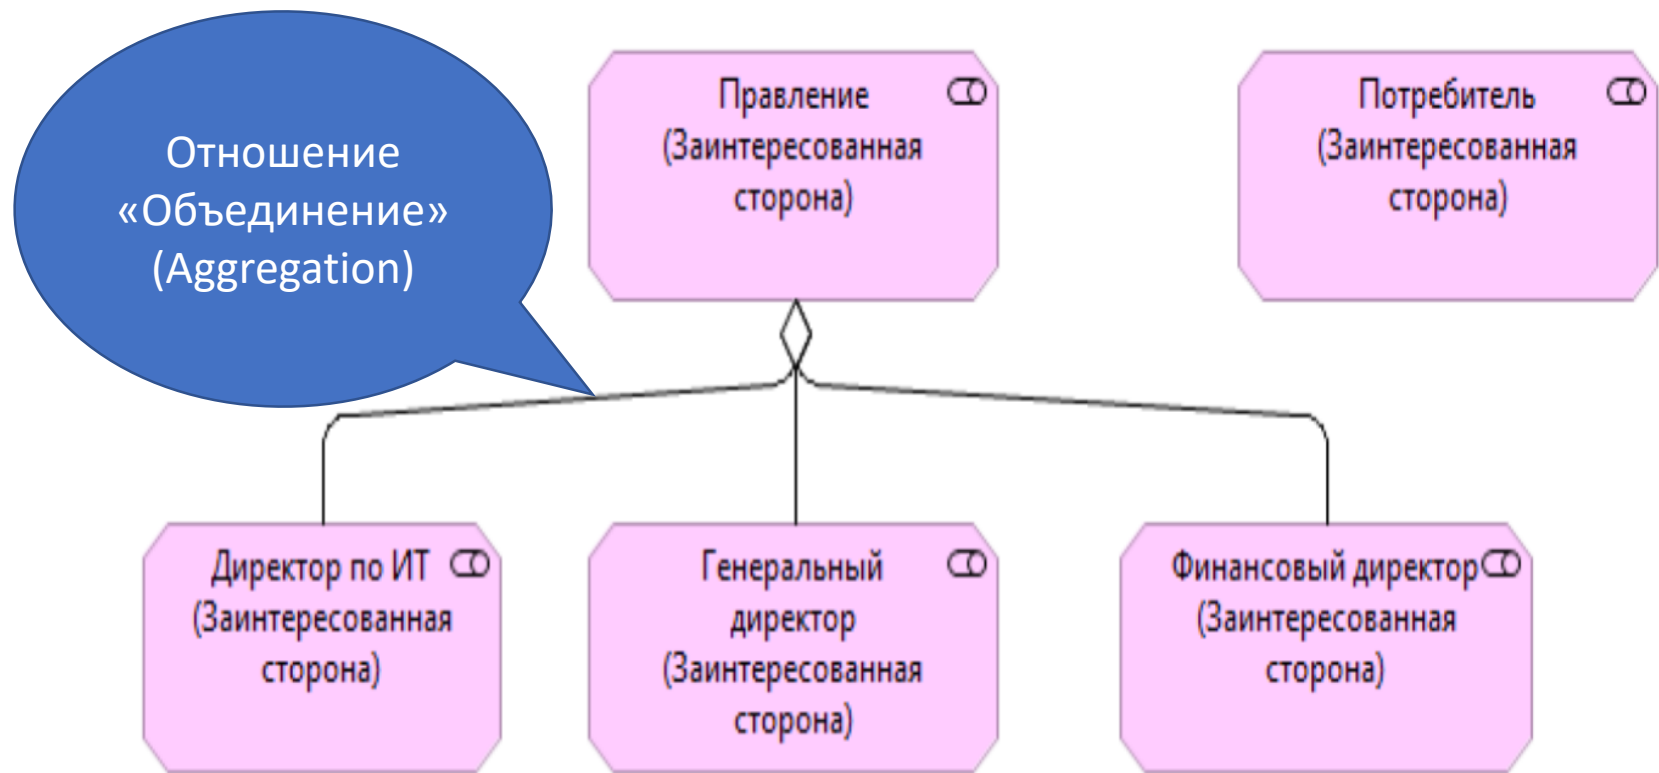 Отношение
«Объединение»
(Aggregation)
Правление
(Заинтересованная
сторона)
Потребитель
(Заинтересованная
сторона)
Директор по ИТ
(Заинтересованная
сторона)
Генеральный
директор
(Заинтересованная
сторона)
Финансовый директор
(Заинтересованная
сторона)